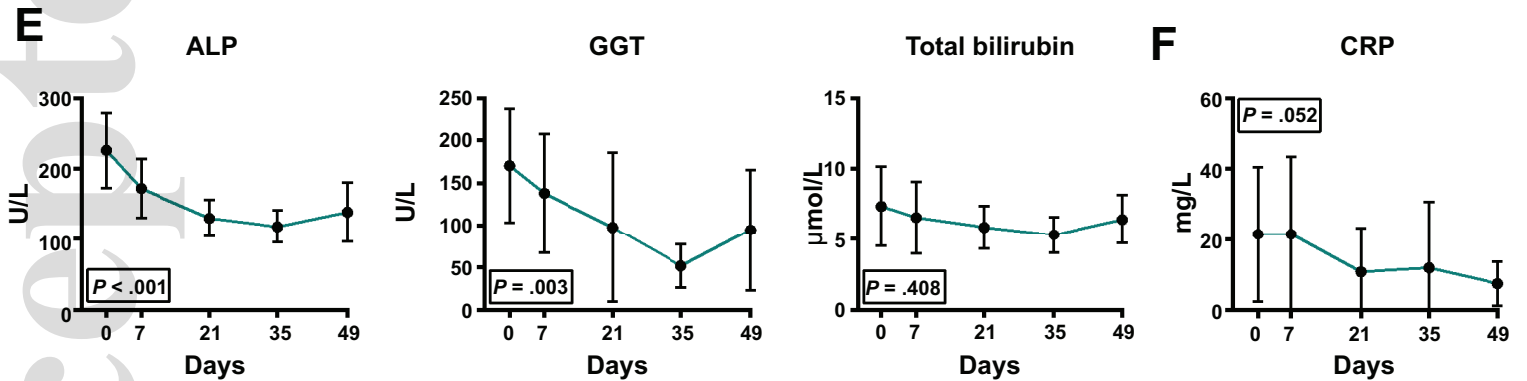 E
ALP
U/L
300
200
100
0
P < .001
0 7 21 35 49
Days
GGT
U/L
250
200
150
100
50
0
P = .003
0 7 21 35 49
Days
Total bilirubin
µmol/L
15
10
5
0
P = .408
0 7 21 35 49
Days
F
CRP
mg/L
60
40
20
0
P = .052
0 7 21 35 49
Days
cepte